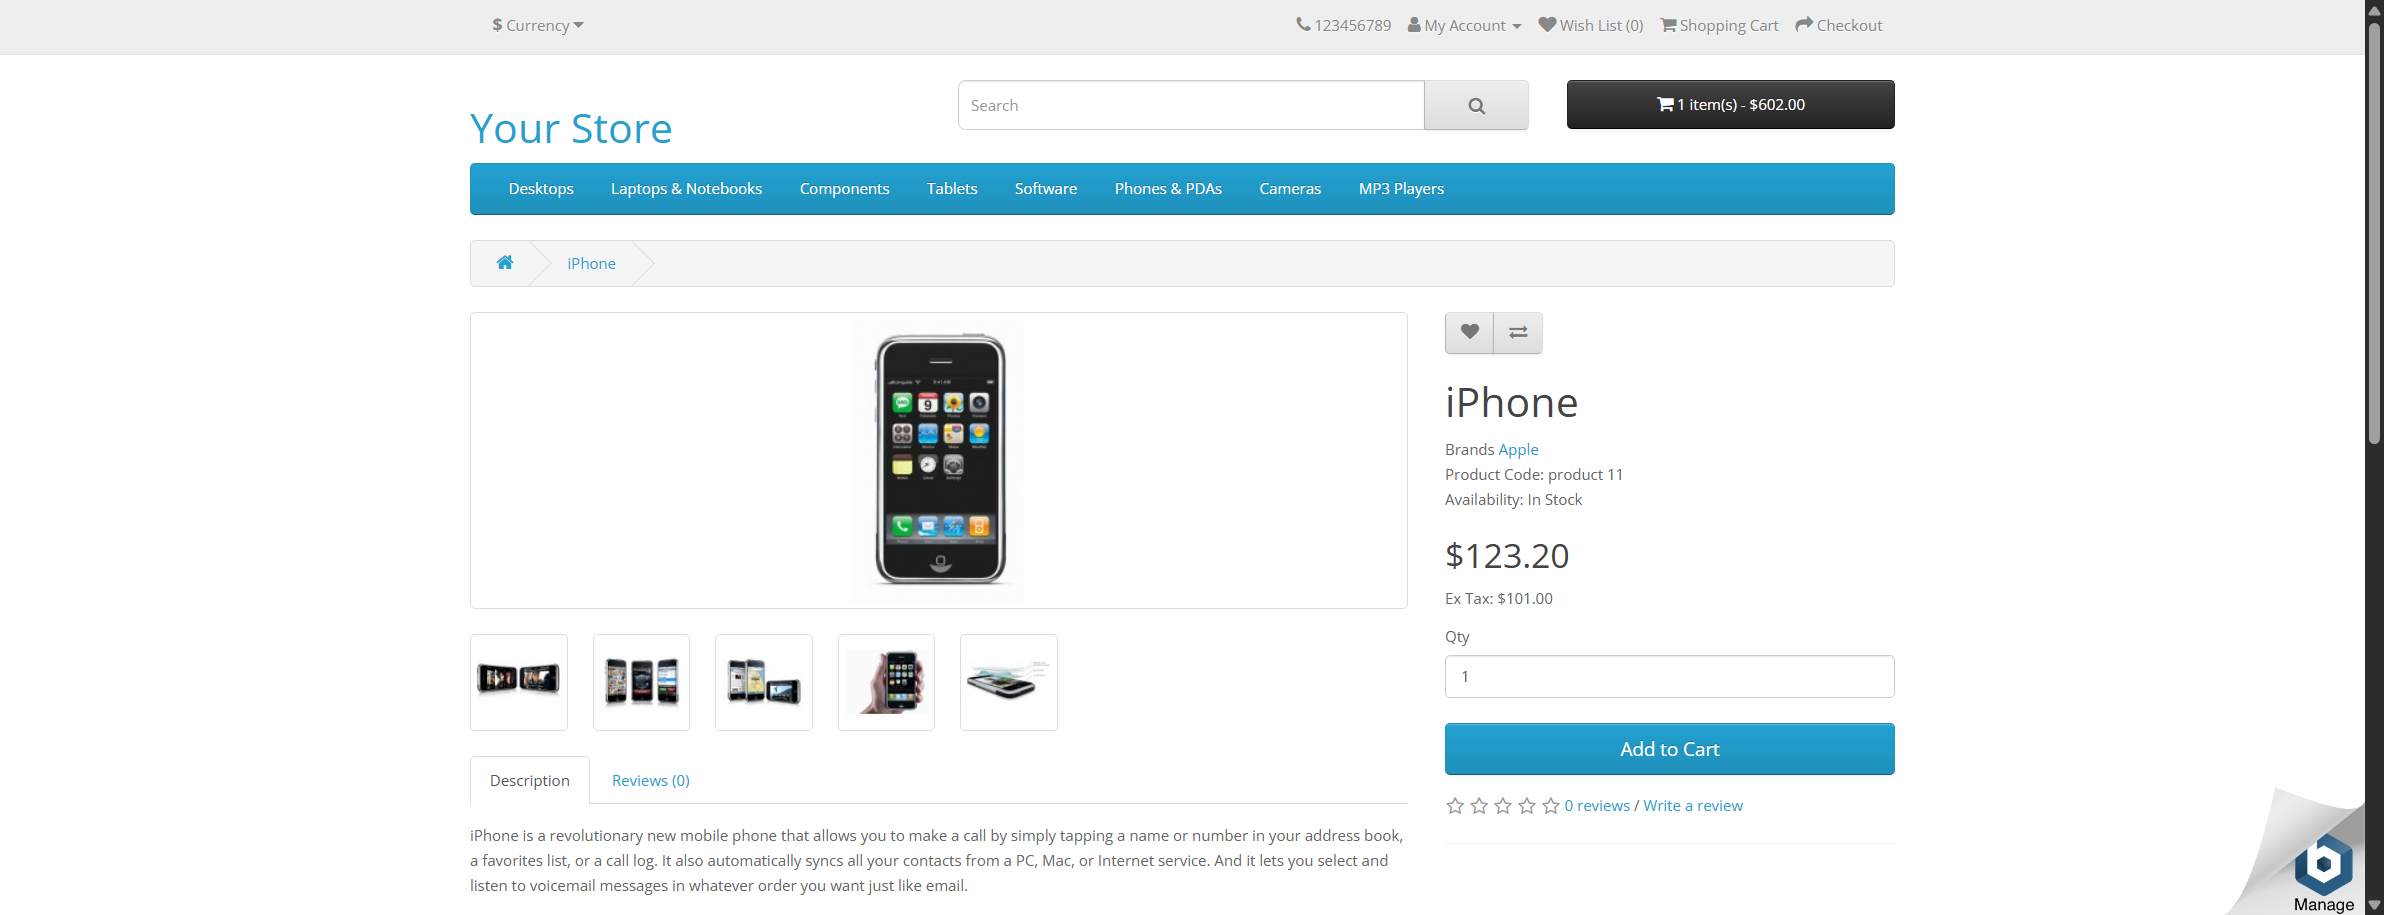 $ Currency
123456789 My Account Wish List (0) Shopping Cart Checkout
Your Store
Search
1 item(s) - $602.00
Desktops Laptops & Notebooks Components Tablets Software Phones & PDAs Cameras MP3 Players
iPhone
iPhone
Brands Apple
Product Code: product 11
Availability: In Stock
$123.20
Ex Tax: $101.00
Qty
1
Add to Cart
0 reviews / Write a review
Description Reviews (0)
iPhone is a revolutionary new mobile phone that allows you to make a call by simply tapping a name or number in your address book,
a favorites list, or a call log. It also automatically syncs all your contacts from a PC, Mac, or Internet service. And it lets you select and
listen to voicemail messages in whatever order you want just like email.
Manage